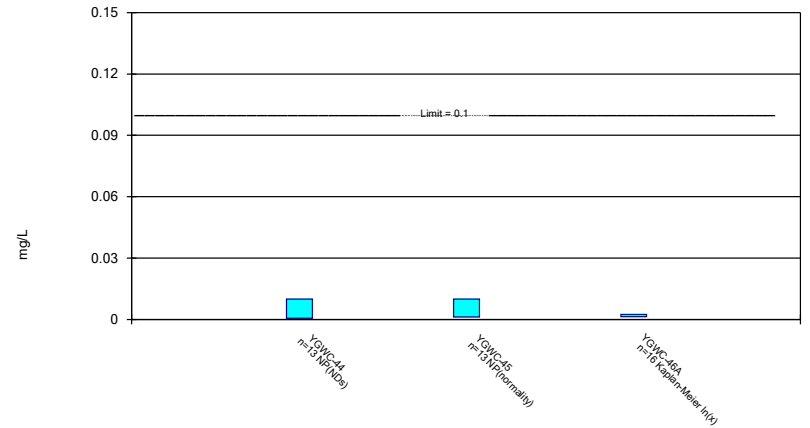 0.15
0.12
Limit = 0.1
0.09
0.06
mg/L
0.03
0
YGWC-44
n=13 NP(NDs)
YGWC-45
n=13 NP(normality)
YGWC-46A
n=16 Kaplan-Meier ln(x)